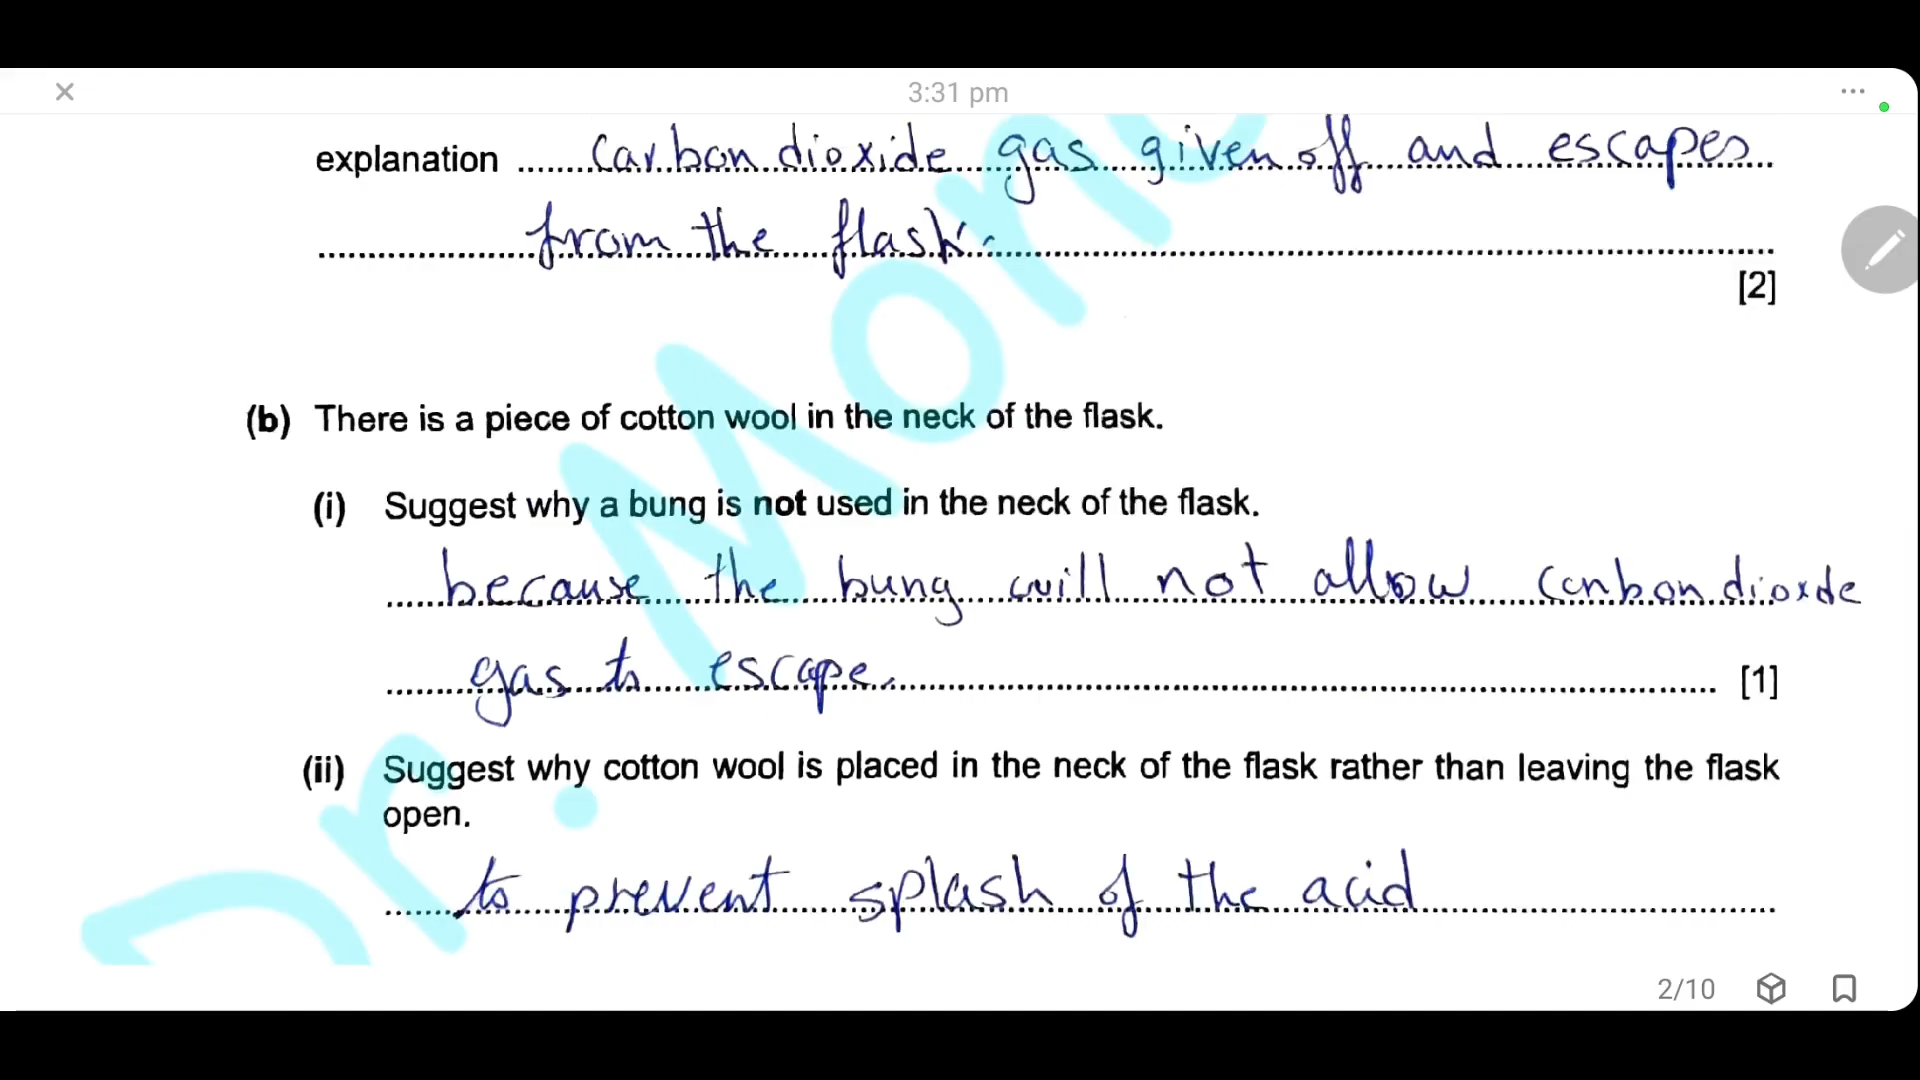 3:31 pm
explanation carbon dioxide gas given off and escapes
from the flask.
[2]
(b) There is a piece of cotton wool in the neck of the flask.
(i) Suggest why a bung is not used in the neck of the flask.
because the bung will not allow carbon dioxde
gas to escape. [1]
(ii) Suggest why cotton wool is placed in the neck of the flask rather than leaving the flask
open.
to prevent splash of the acid
Dr. Mon
2/10